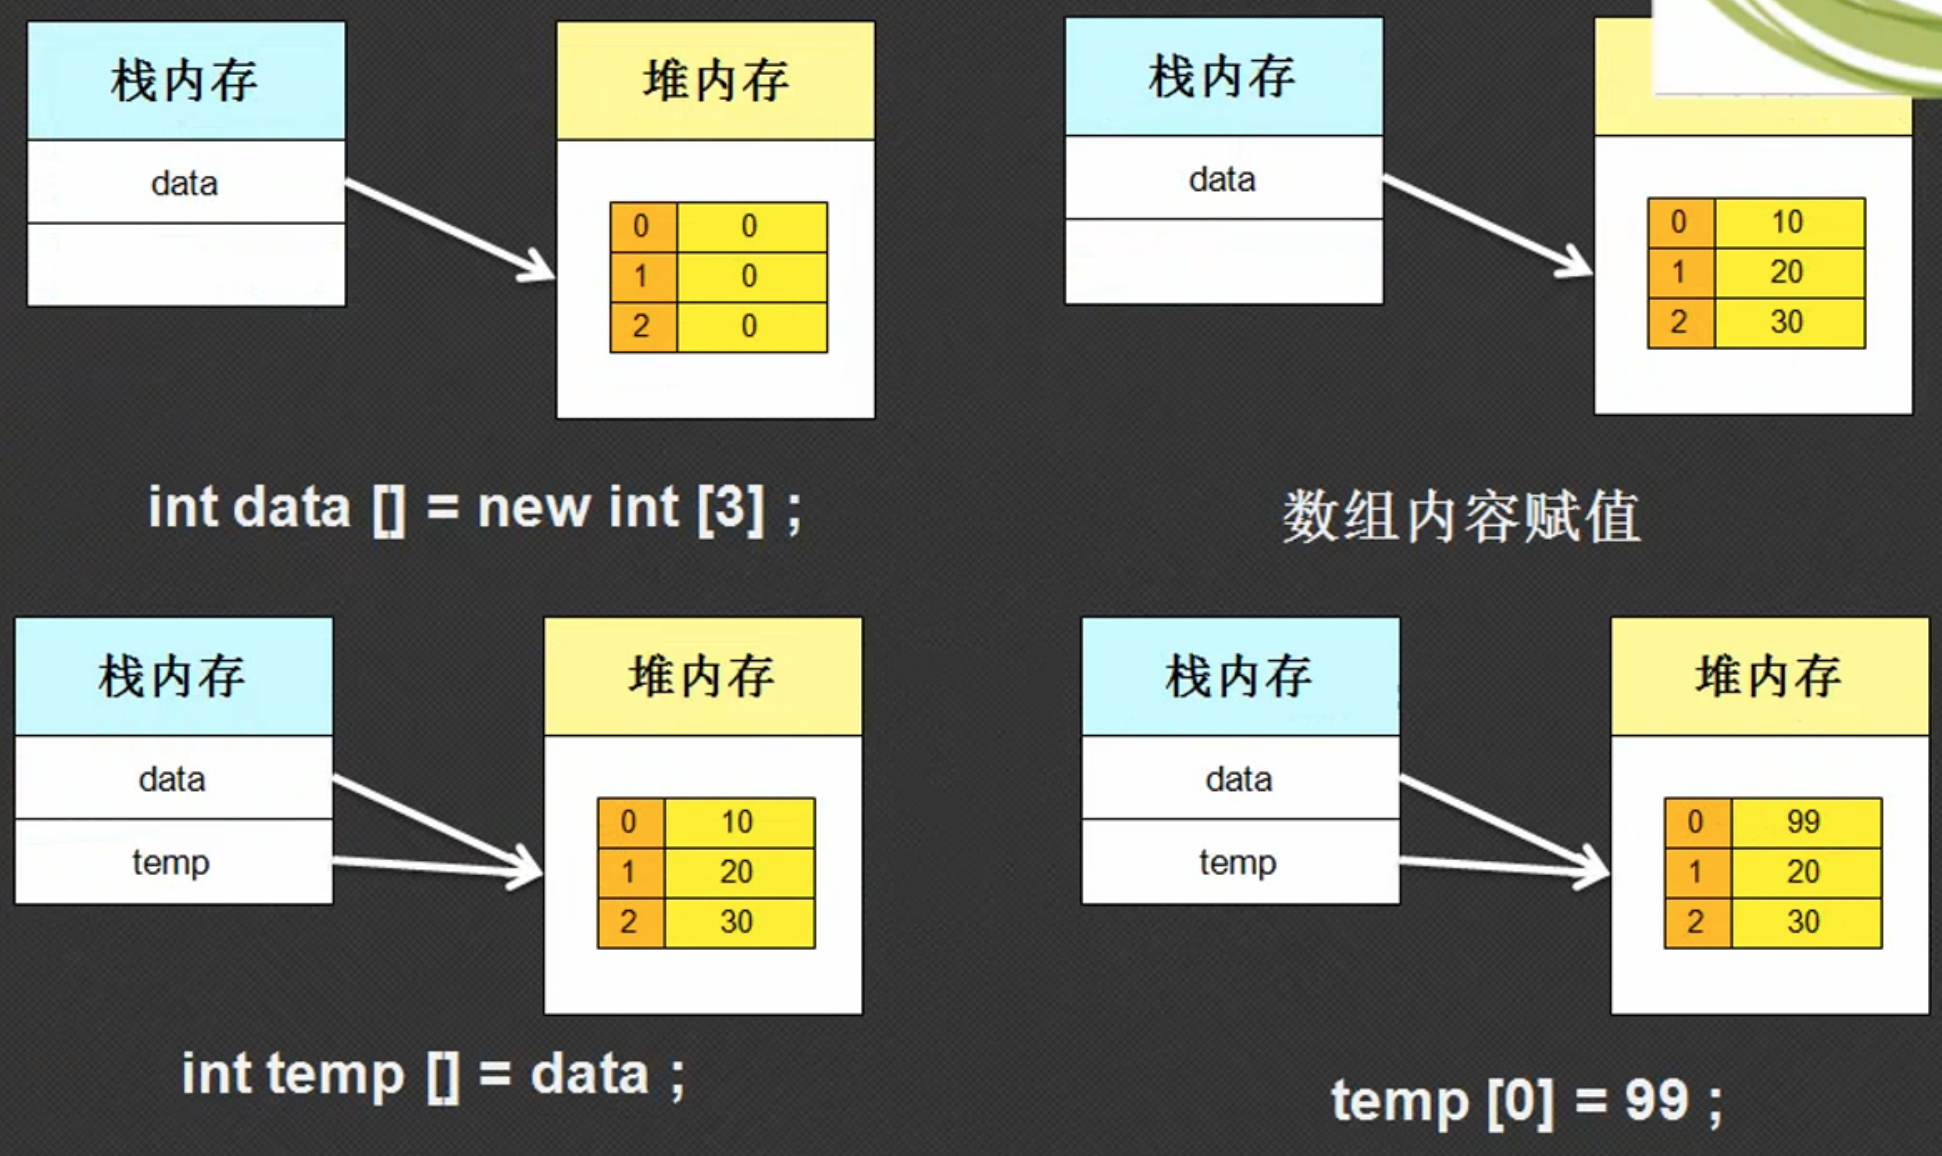 栈内存
堆内存
data
0 0
1 0
2 0
int data [] = new int [3] ;
栈内存
data
0 10
1 20
2 30
数组内容赋值
栈内存
堆内存
data
temp
0 10
1 20
2 30
int temp [] = data ;
栈内存
堆内存
data
temp
0 99
1 20
2 30
temp [0] = 99 ;